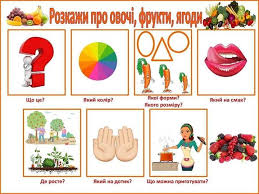 Розкажи про овочі, фрукти, ягоди
Що це?
Який колір?
Якої форми?
Якого розміру?
Який на смак?
До росте?
Який на дотик?
Що можна приготувати?